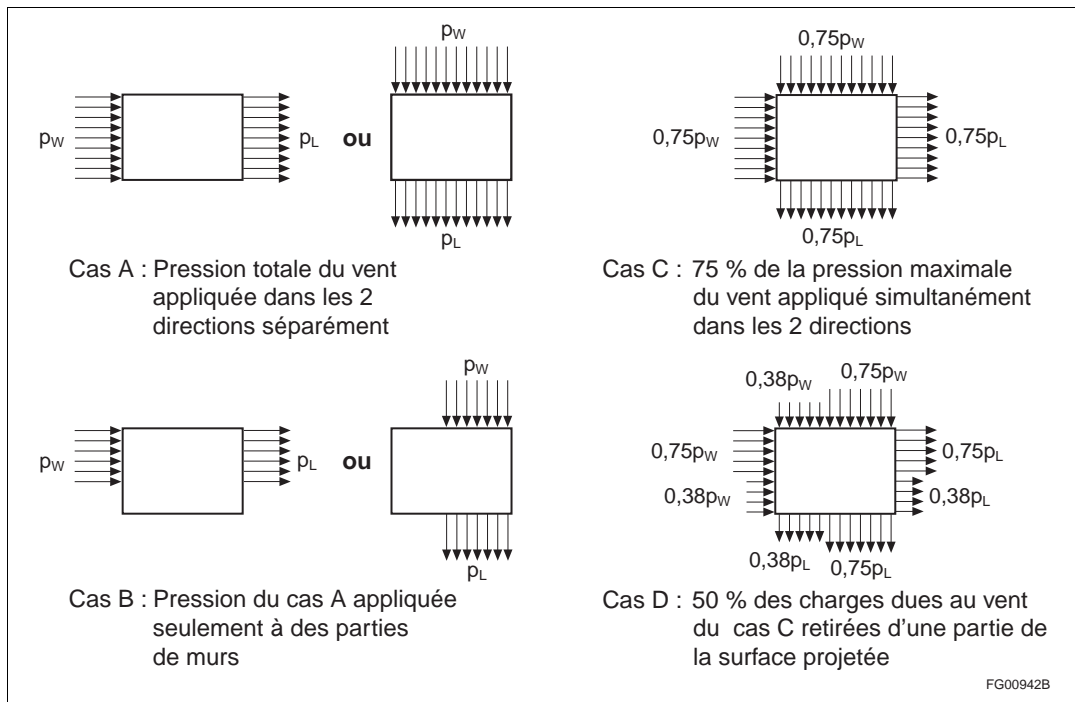 pW
pW
pL
ou
pL
Cas A : Pression totale du vent
appliquée dans les 2
directions séparément
0,75pW
0,75pW
0,75pL
0,75pL
Cas C : 75 % de la pression maximale
du vent appliqué simultanément
dans les 2 directions
pW
pW
pL
ou
pL
Cas B : Pression du cas A appliquée
seulement à des parties
de murs
0,38pW
0,75pW
0,75pW
0,75pL
0,38pW
0,38pL
0,38pL
0,75pL
Cas D : 50 % des charges dues au vent
du cas C retirées d'une partie de
la surface projetée
FG00942B